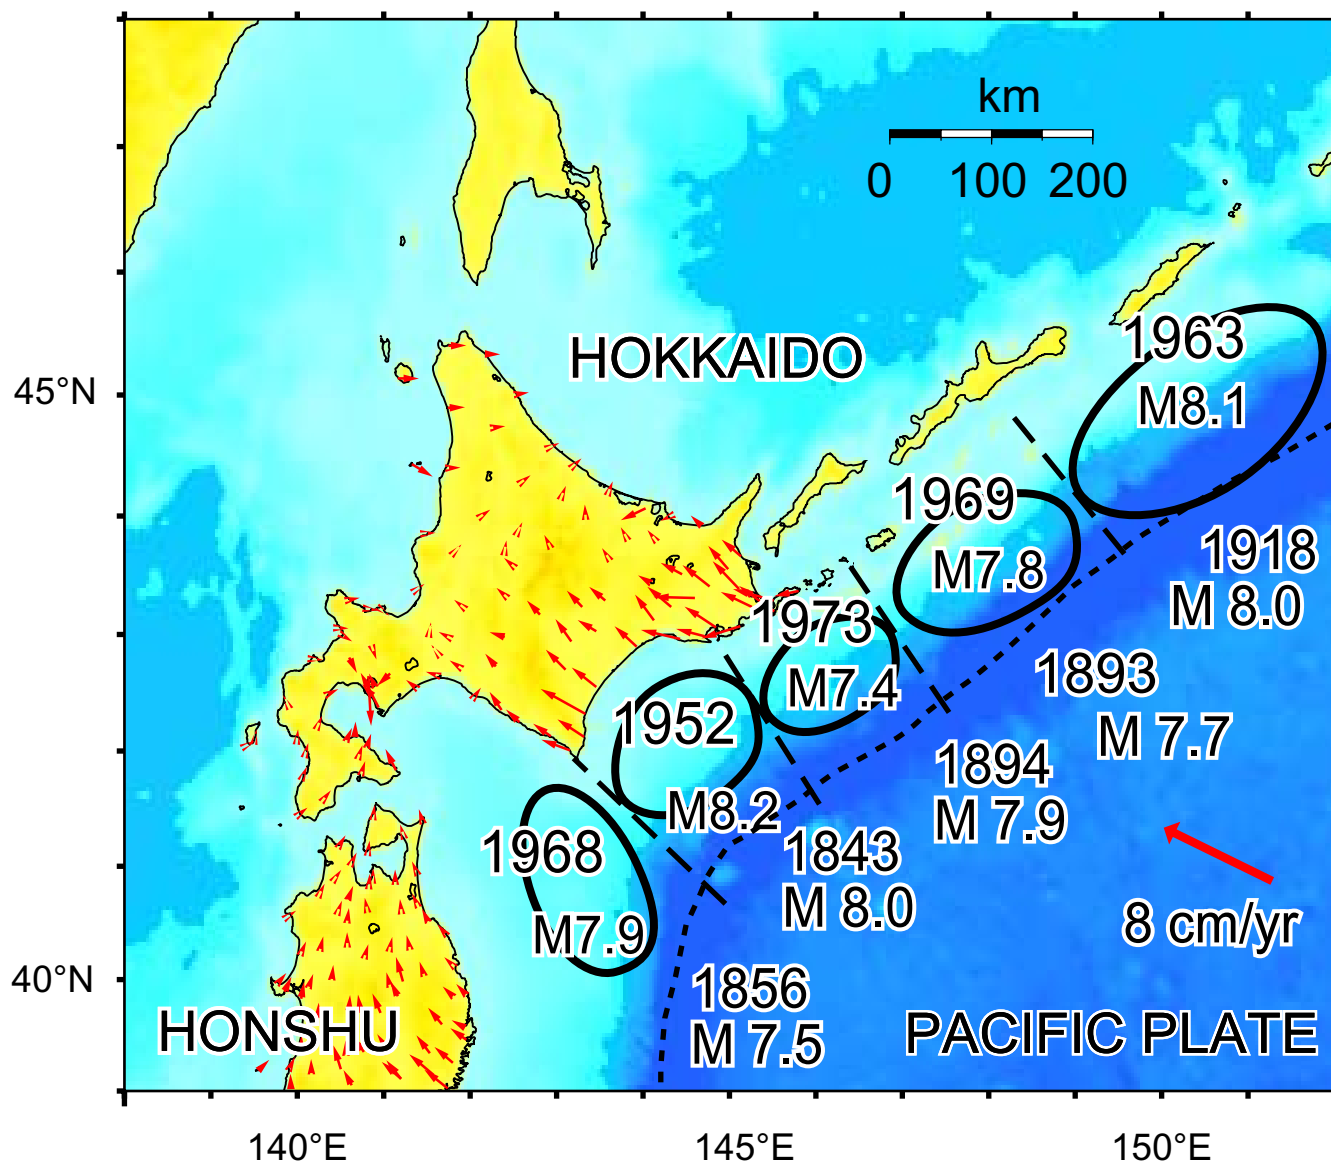 km
0 100 200
HOKKAIDO
1963
M8.1
45°N
1969
M7.8
1918
M 8.0
1973
M7.4
1893
M 7.7
1952
M8.2
1894
M 7.9
1968
M7.9
1843
M 8.0
8 cm/yr
40°N
1856
M 7.5
HONSHU
PACIFIC PLATE
140°E 145°E 150°E